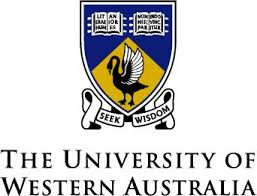 SEEK WISDOM
THE UNIVERSITY OF
WESTERN AUSTRALIA